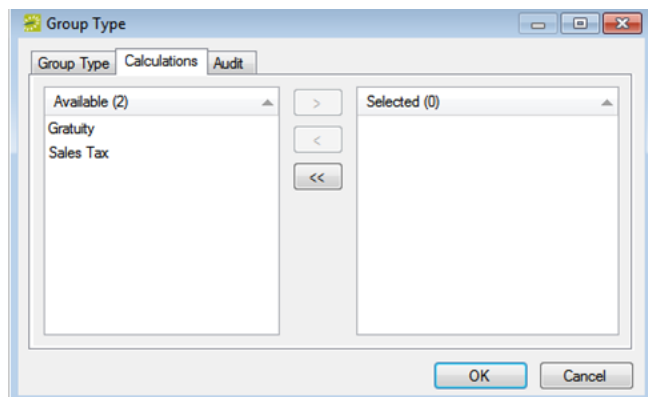 Group Type
Group Type Calculations Audit
Available (2)
Gratuity
Sales Tax
>
<
<<
Selected (0)
OK Cancel